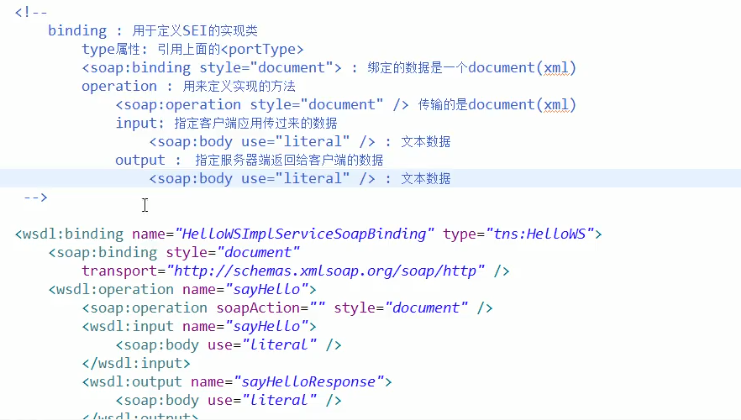 <!--
binding : 用于定义SEI的实现类
type属性: 引用上面的<portType>
<soap:binding style="document"> : 绑定的数据是一个document(xml)
operation : 用来定义实现的方法
<soap:operation style="document" /> 传输的是document(xml)
input: 指定客户端应用传过来的数据
<soap:body use="literal" /> : 文本数据
output : 指定服务器端返回给客户端的数据
<soap:body use="literal" /> : 文本数据
-->
<wsdl:binding name="HelloWSImplServiceSoapBinding" type="tns:HelloWS">
<soap:binding style="document"
transport="http://schemas.xmlsoap.org/soap/http" />
<wsdl:operation name="sayHello">
<soap:operation soapAction="" style="document" />
<wsdl:input name="sayHello">
<soap:body use="literal" />
</wsdl:input>
<wsdl:output name="sayHelloResponse">
<soap:body use="literal" />
</wsdl:output>